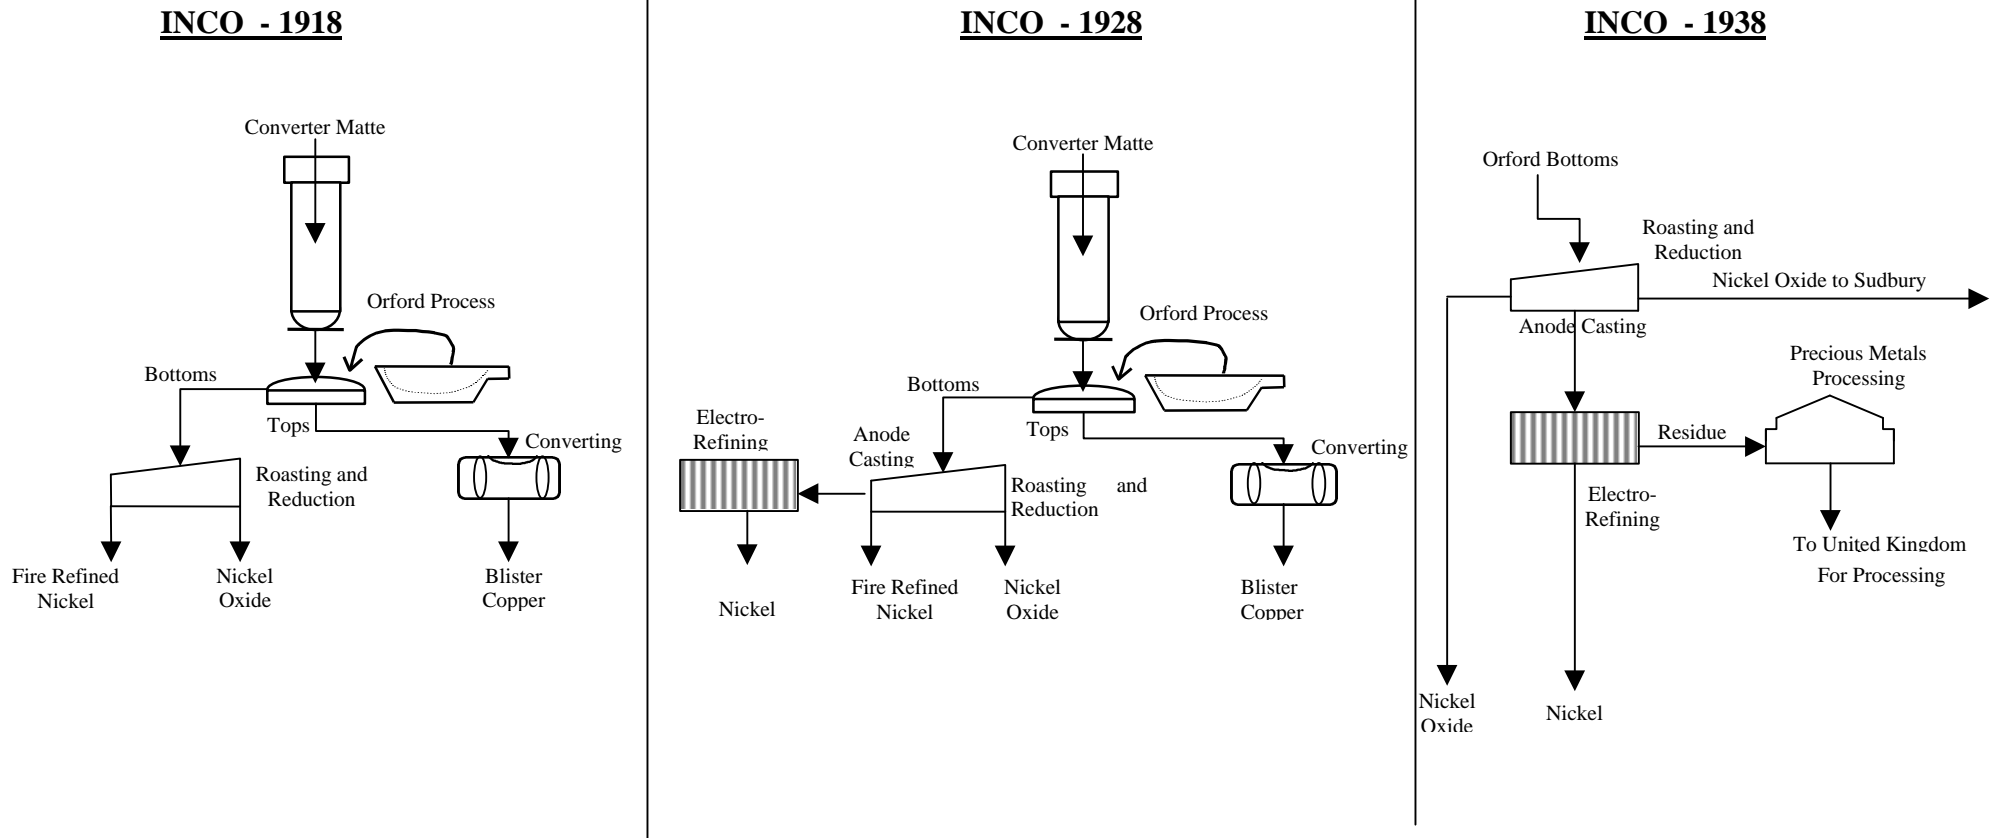 INCO - 1918
Converter Matte
Orford Process
Bottoms
Tops
Converting
Roasting and
Reduction
Fire Refined
Nickel
Nickel
Oxide
Blister
Copper
INCO - 1928
Converter Matte
Orford Process
Bottoms
Tops
Electro-
Refining
Anode
Casting
Converting
Roasting and
Reduction
Nickel
Fire Refined
Nickel
Nickel
Oxide
Blister
Copper
INCO - 1938
Orford Bottoms
Roasting and
Reduction
Nickel Oxide to Sudbury
Anode Casting
Precious Metals
Processing
Residue
Electro-
Refining
To United Kingdom
For Processing
Nickel
Oxide
Nickel